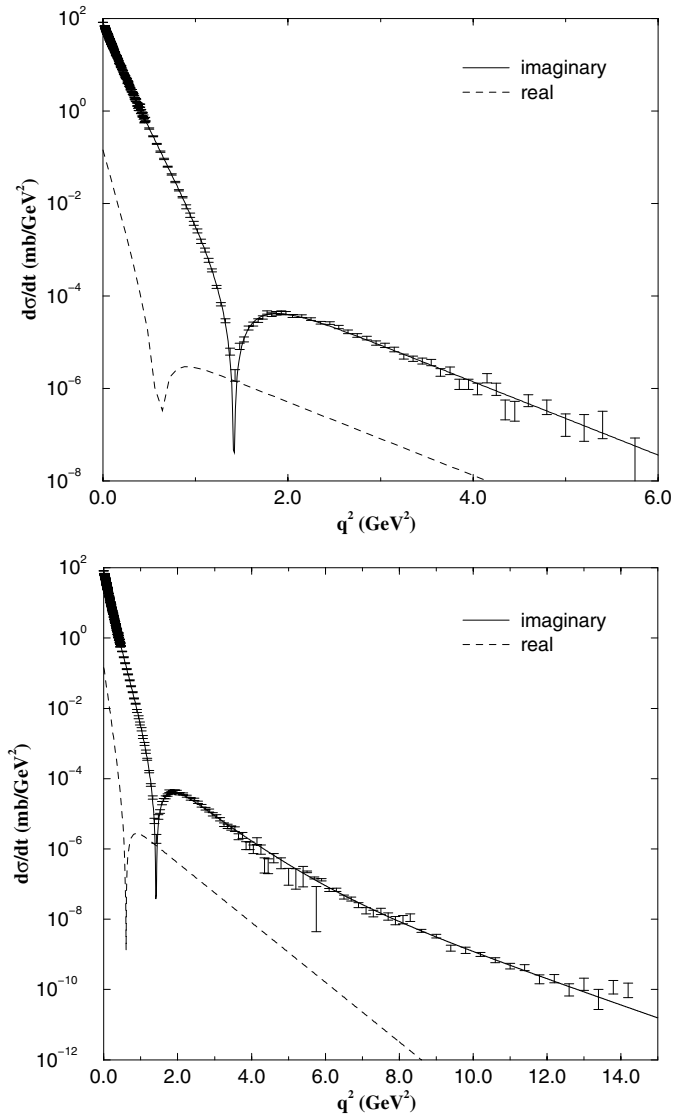 10^2
10^0
10^-2
10^-4
10^-6
10^-8
dσ/dt (mb/GeV^2)
imaginary
real
0.0 2.0 4.0 6.0
q^2 (GeV^2)
10^2
10^0
10^-2
10^-4
10^-6
10^-8
10^-10
10^-12
dσ/dt (mb/GeV^2)
imaginary
real
0.0 2.0 4.0 6.0 8.0 10.0 12.0 14.0
q^2 (GeV^2)